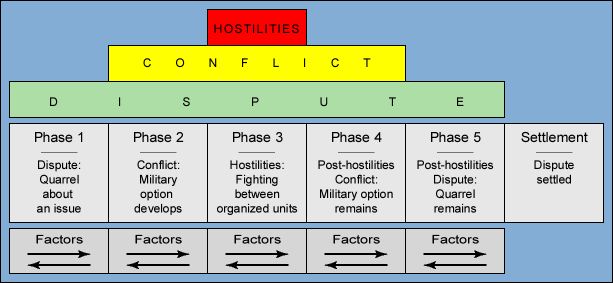 HOSTILITIES
C O N F L I C T
D I S P U T E
Phase 1
Dispute:
Quarrel
about
an issue
Phase 2
Conflict:
Military
option
develops
Phase 3
Hostilities:
Fighting
between
organized units
Phase 4
Post-hostilities
Conflict:
Military option
remains
Phase 5
Post-hostilities
Dispute:
Quarrel
remains
Settlement
Dispute
settled
Factors
Factors
Factors
Factors
Factors